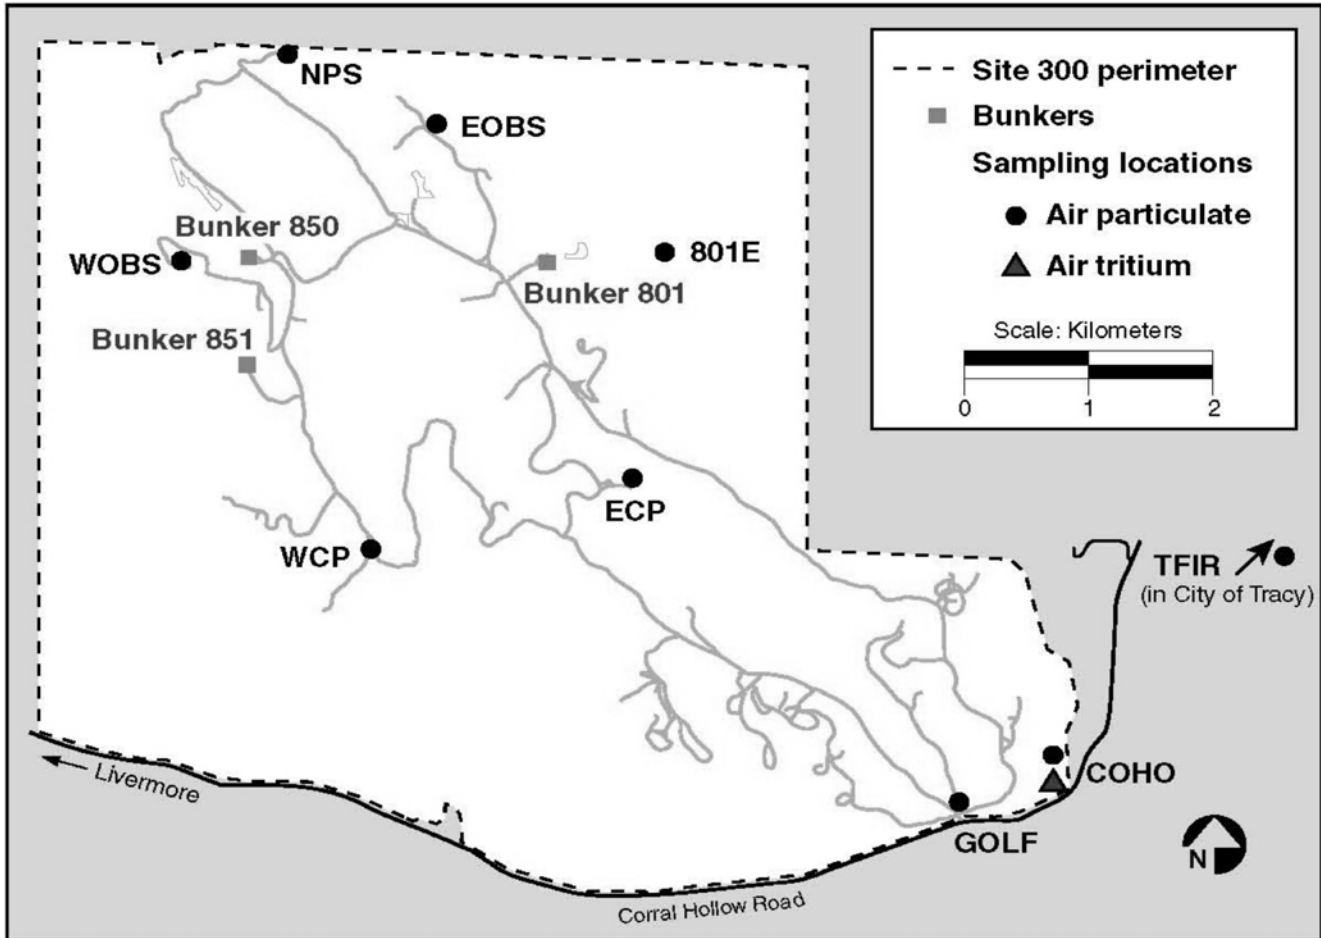 NPS
EOBS
Bunker 850
WOBS
801E
Bunker 801
Bunker 851
Site 300 perimeter
Bunkers
Sampling locations
Air particulate
Air tritium
Scale: Kilometers
0 1 2
ECP
WCP
TFIR
(in City of Tracy)
Livermore
COHO
GOLF
N
Corral Hollow Road